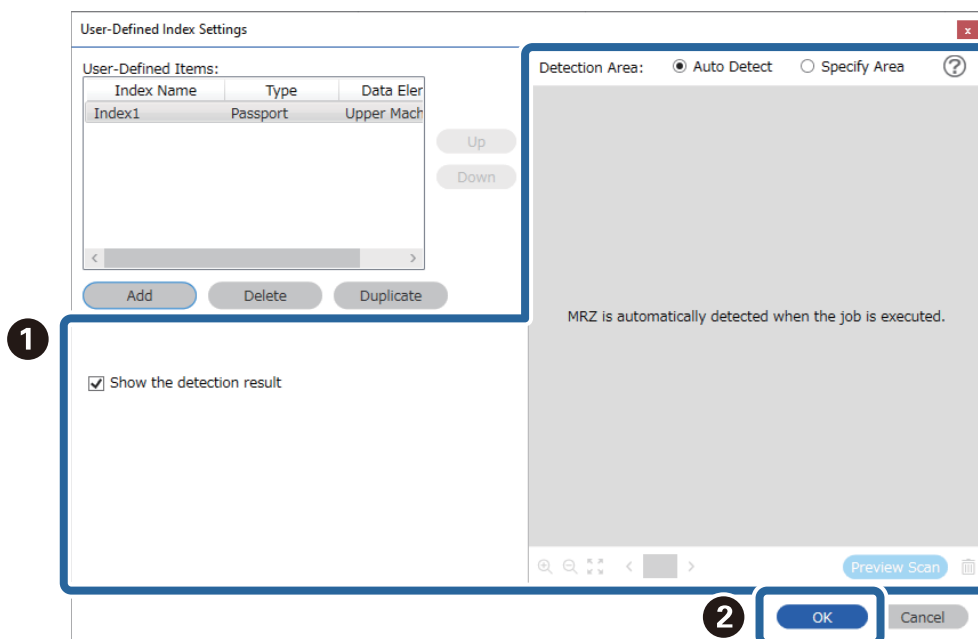 User-Defined Index Settings
x
User-Defined Items:
Index Name Type Data Eler
Index1 Passport Upper Mach
Up
Down
< >
Add Delete Duplicate
Detection Area: Auto Detect Specify Area ?
MRZ is automatically detected when the job is executed.
1
Show the detection result
< >
Preview Scan
2
OK Cancel